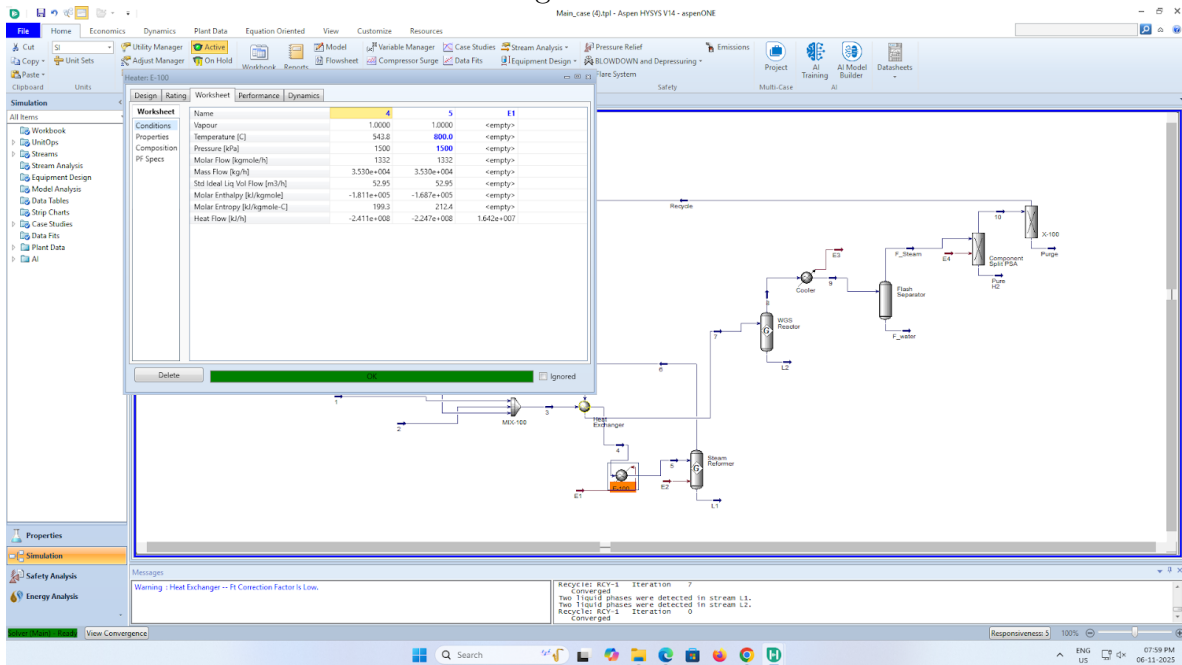 Main_case (4).tpl - Aspen HYSYS V14 - aspenONE
File Home Economics Dynamics Plant Data Equation Oriented View Customize Resources
Cut SI Utility Manager Active Model Variable Manager Case Studies Stream Analysis Pressure Relief Emissions
Copy Unit Sets Adjust Manager On Hold Workbook Reports Flowsheet Compressor Surge Data Fits Equipment Design BLOWDOWN and Depressuring Project AI Training AI Model Builder Datasheets
Paste Flare System
Clipboard Units Safety Multi-Case AI
Simulation
All Items
Workbook
UnitOps
Streams
Stream Analysis
Equipment Design
Model Analysis
Data Tables
Strip Charts
Case Studies
Data Fits
Plant Data
AI
Heater: E-100
Design Rating Worksheet Performance Dynamics
Worksheet
Conditions
Properties
Composition
PF Specs
Name 4 5 E1
Vapour 1.0000 1.0000 <empty>
Temperature [C] 543.8 800.0 <empty>
Pressure [kPa] 1500 1500 <empty>
Molar Flow [kgmole/h] 1332 1332 <empty>
Mass Flow [kg/h] 3.530e+004 3.530e+004 <empty>
Std Ideal Liq Vol Flow [m3/h] 52.95 52.95 <empty>
Molar Enthalpy [kJ/kgmole] -1.811e+005 -1.687e+005 <empty>
Molar Entropy [kJ/kgmole-C] 199.3 212.4 <empty>
Heat Flow [kJ/h] -2.411e+008 -2.247e+008 1.642e+007
Delete OK Ignored
Recycle
10
X-100
Purge
E3
F_Steam
E4
Component
Split PSA
Pure
H2
Cooler
9
Flash
Separator
F_water
8
WGS
Reactor
7
L2
6
1
2
MIX-100
3
Heat
Exchanger
4
5
Steam
Reformer
E-100
E1
E2
L1
Properties
Simulation
Safety Analysis
Energy Analysis
Messages
Warning : Heat Exchanger -- Ft Correction Factor Is Low.
Recycle: RCY-1 Iteration 7
Converged
Two liquid phases were detected in stream L1.
Two liquid phases were detected in stream L2.
Recycle: RCY-1 Iteration 0
Converged
Solver (Main) - Ready View Convergence Responsiveness: 5 100%
Search
ENG
US
07:59 PM
06-11-2025